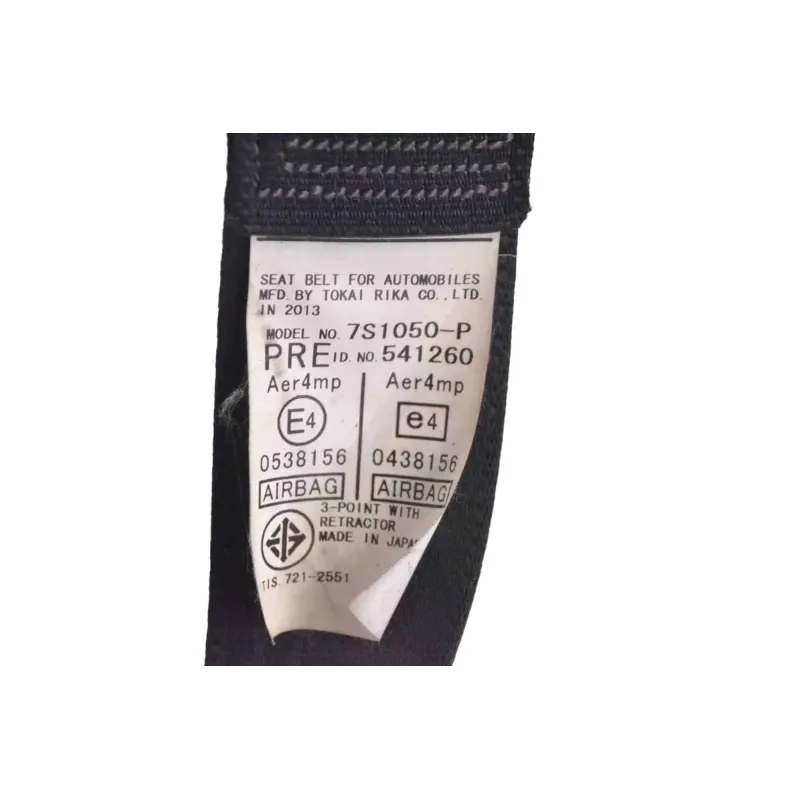 SEAT BELT FOR AUTOMOBILES
MFD. BY TOKAI RIKA CO., LTD.
IN 2013
MODEL NO. 7S1050-P
PRE ID. NO. 541260
Aer4mp Aer4mp
E4 e4
0538156 0438156
AIRBAG AIRBAG
3-POINT WITH
RETRACTOR
MADE IN JAPA
TIS. 721-2551